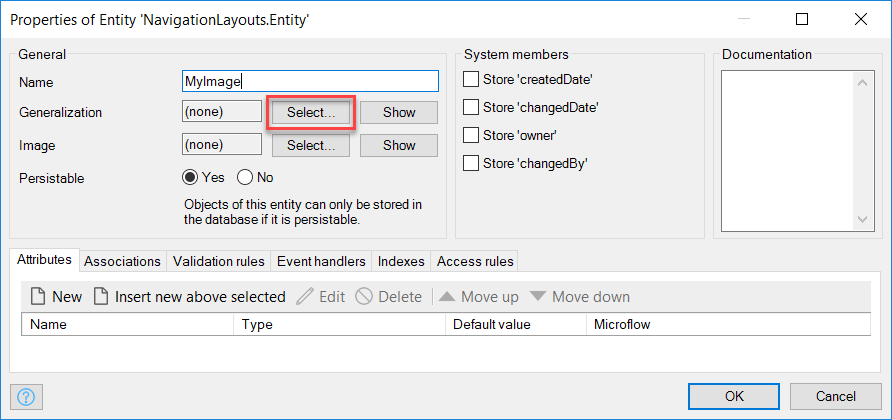 Properties of Entity 'NavigationLayouts.Entity'
General
Name
MyImage
Generalization
(none)
Select...
Show
Image
(none)
Select...
Show
Persistable
Yes
No
Objects of this entity can only be stored in
the database if it is persistable.
System members
Store 'createdDate'
Store 'changedDate'
Store 'owner'
Store 'changedBy'
Documentation
Attributes
Associations
Validation rules
Event handlers
Indexes
Access rules
New
Insert new above selected
Edit
Delete
Move up
Move down
Name
Type
Default value
Microflow
?
OK
Cancel